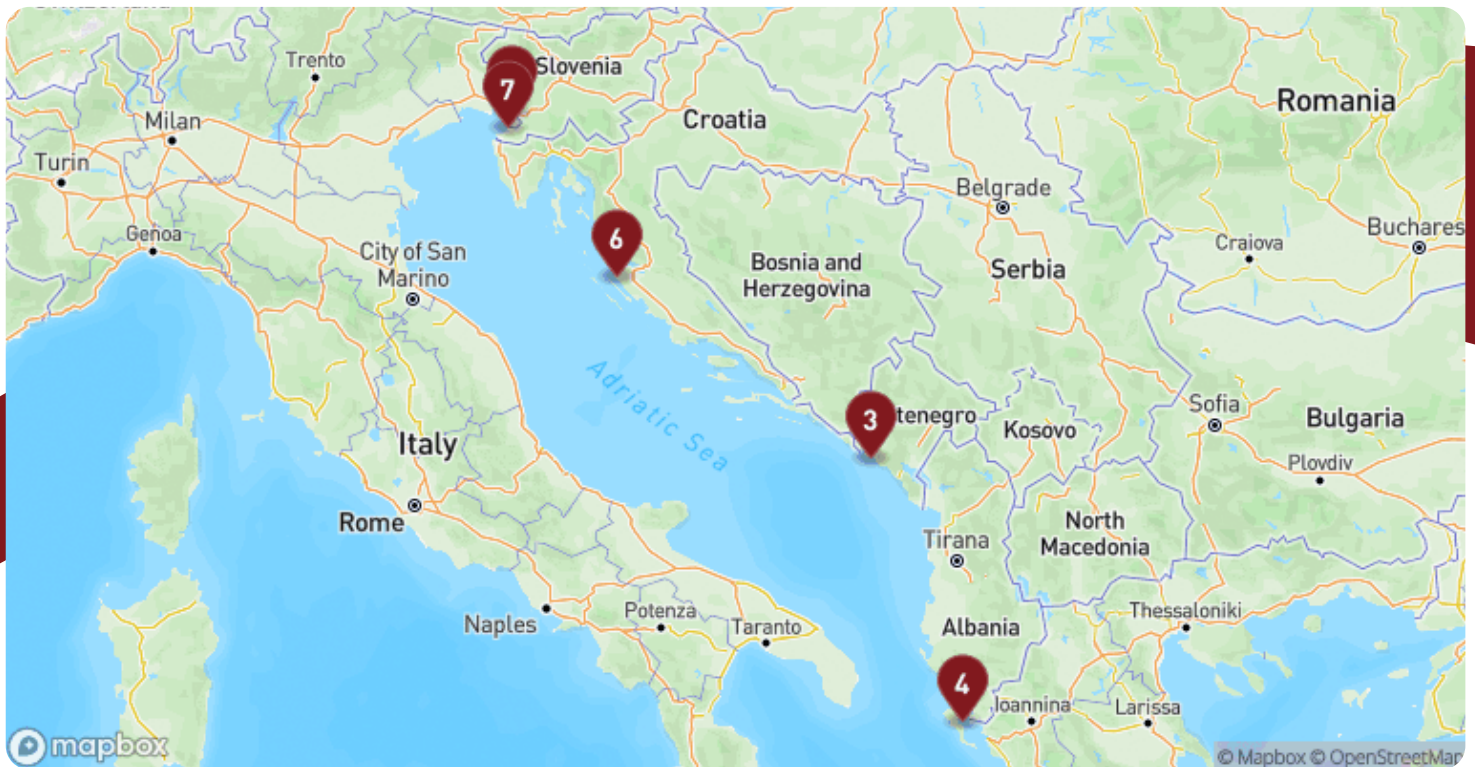 Trento
Slovenia
7
Milan
Croatia
Romania
Turin
Belgrade
Genoa
6
City of San
Marino
Bosnia and
Herzegovina
Serbia
Craiova
Buchares
Adriatic Sea
3
tenegro
Kosovo
Sofia
Bulgaria
Italy
Plovdiv
Rome
North
Macedonia
Tirana
Naples
Potenza
Taranto
Albania
Thessaloniki
4
Ioannina
Larissa
mapbox
© Mapbox © OpenStreetMap